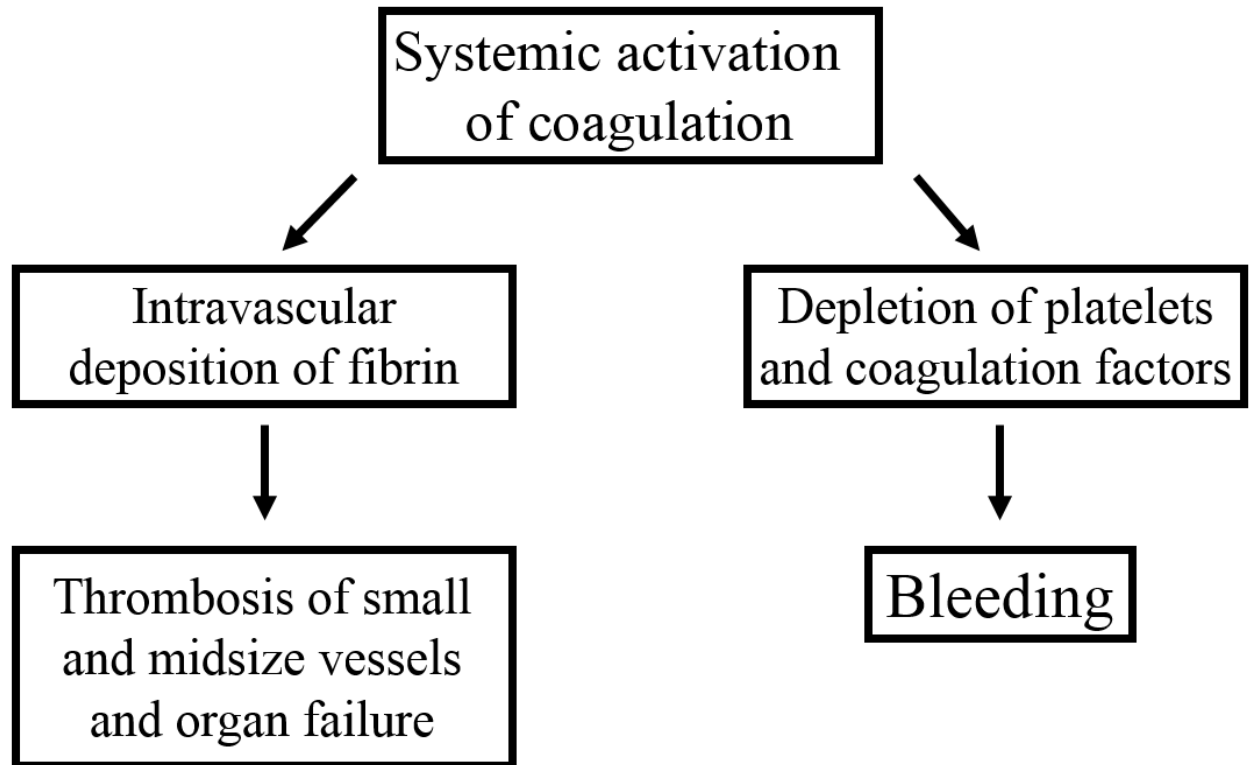 Systemic activation
of coagulation
Intravascular
deposition of fibrin
Depletion of platelets
and coagulation factors
Thrombosis of small
and midsize vessels
and organ failure
Bleeding